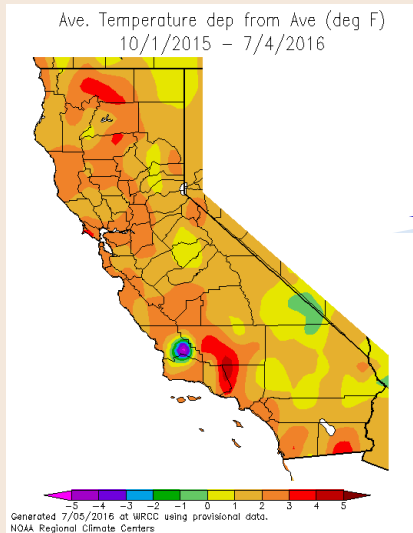 Ave. Temperature dep from Ave (deg F)
10/1/2015 – 7/4/2016
-5 -4 -3 -2 -1 0 1 2 3 4 5
Generated 7/05/2016 at WRCC using provisional data.
NOAA Regional Climate Centers